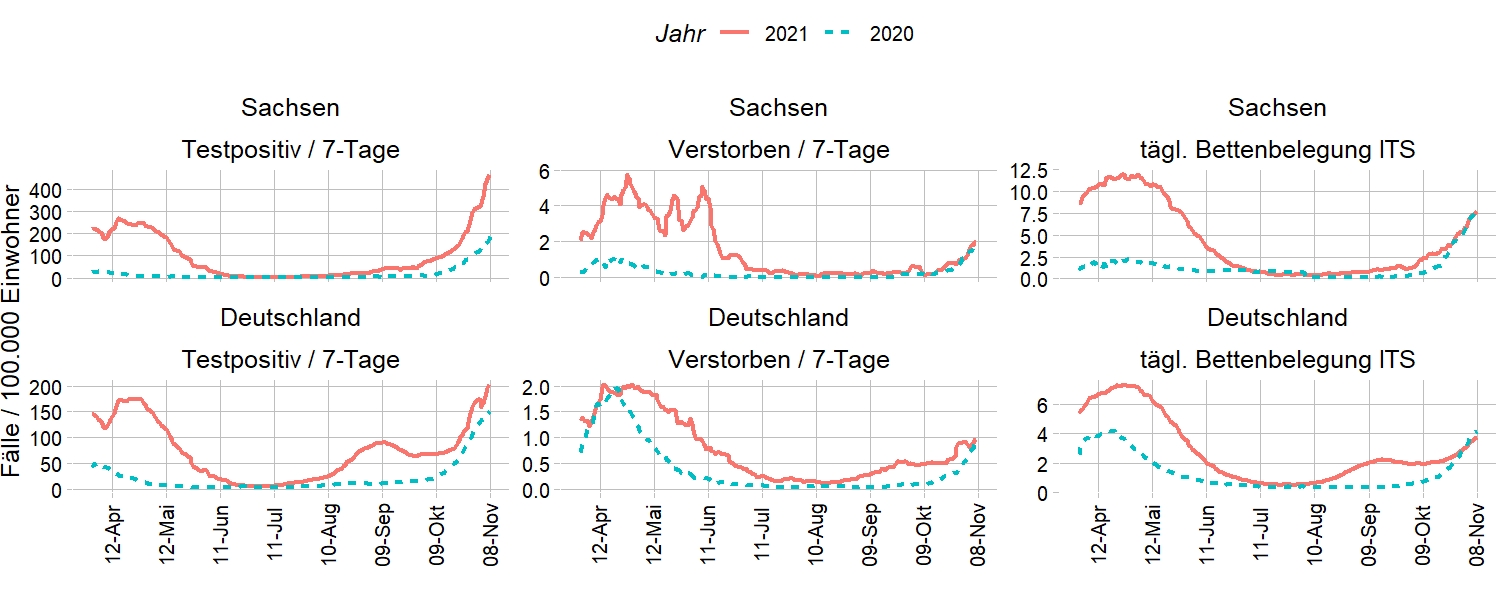 Jahr 2021 2020
Fälle / 100.000 Einwohner
Sachsen
Testpositiv / 7-Tage
400
300
200
100
0
Sachsen
Verstorben / 7-Tage
6
4
2
0
Sachsen
tägl. Bettenbelegung ITS
12.5
10.0
7.5
5.0
2.5
0.0
Deutschland
Testpositiv / 7-Tage
200
150
100
50
0
12-Apr
12-Mai
11-Jun
11-Jul
10-Aug
09-Sep
09-Okt
08-Nov
Deutschland
Verstorben / 7-Tage
2.0
1.5
1.0
0.5
0.0
12-Apr
12-Mai
11-Jun
11-Jul
10-Aug
09-Sep
09-Okt
08-Nov
Deutschland
tägl. Bettenbelegung ITS
6
4
2
0
12-Apr
12-Mai
11-Jun
11-Jul
10-Aug
09-Sep
09-Okt
08-Nov